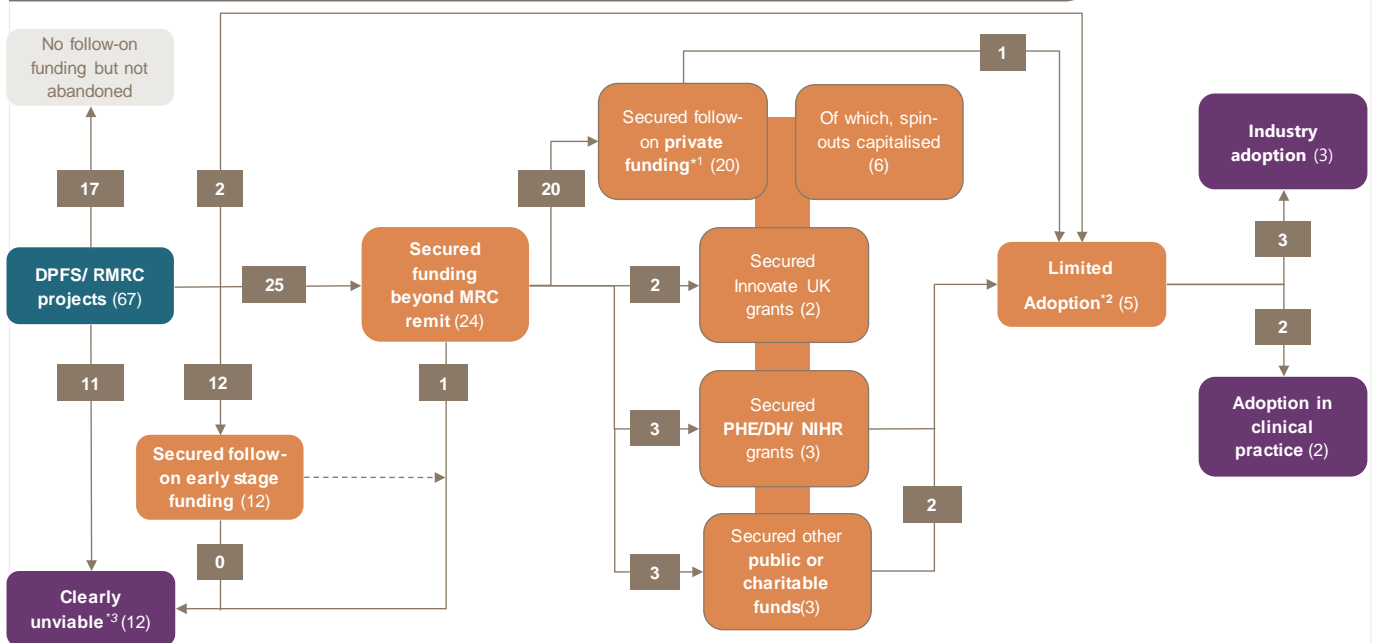 No follow-on
funding but not
abandoned
17
2
DPFS/ RMRC
projects (67)
25
11
12
Secured follow-
on early stage
funding (12)
0
Clearly
unviable*3 (12)
Secured
funding
beyond MRC
remit (24)
1
20
2
3
3
Secured follow-
on private
funding*1 (20)
Of which, spin-
outs capitalised
(6)
Secured
Innovate UK
grants (2)
Secured
PHE/DH/ NIHR
grants (3)
Secured other
public or
charitable
funds(3)
1
2
Limited
Adoption*2 (5)
3
2
Industry
adoption (3)
Adoption in
clinical
practice (2)